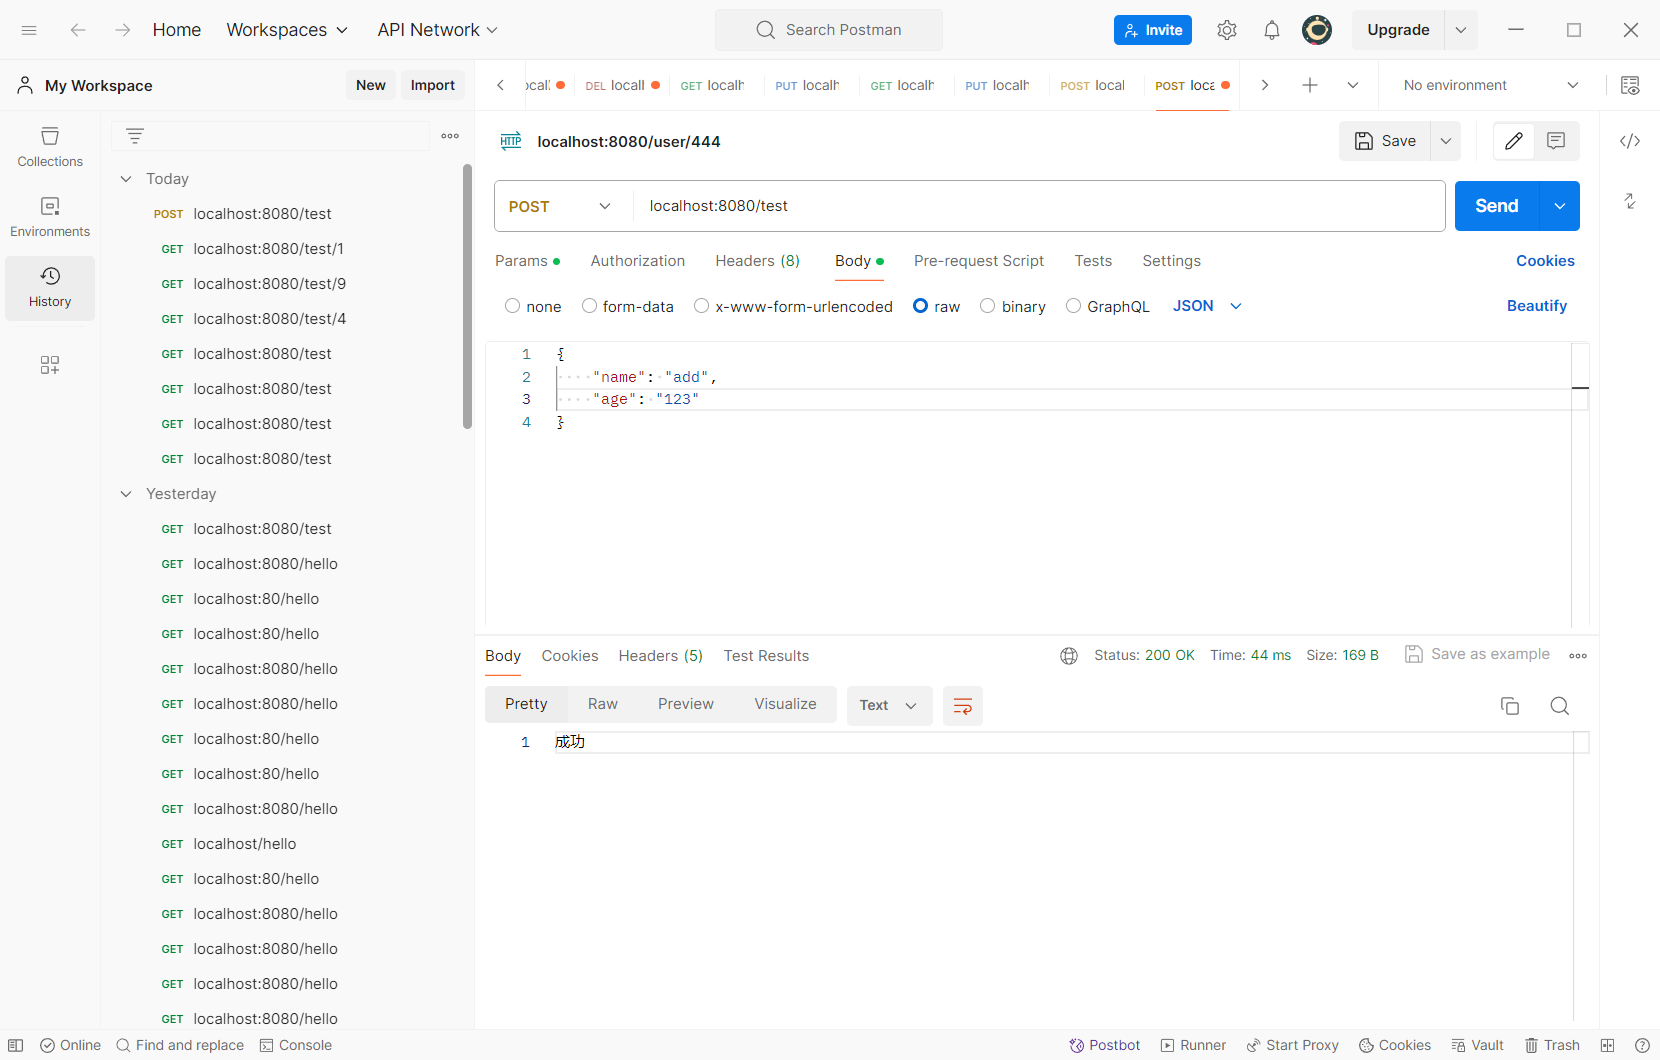 Home Workspaces API Network Search Postman Invite Upgrade
My Workspace New Import DEL locall GET localh PUT localh GET localh PUT localh POST local POST loca No environment
Collections
Environments
History
Today
POST localhost:8080/test
GET localhost:8080/test/1
GET localhost:8080/test/9
GET localhost:8080/test/4
GET localhost:8080/test
GET localhost:8080/test
GET localhost:8080/test
GET localhost:8080/test
Yesterday
GET localhost:8080/test
GET localhost:8080/hello
GET localhost:80/hello
GET localhost:80/hello
GET localhost:8080/hello
GET localhost:8080/hello
GET localhost:80/hello
GET localhost:80/hello
GET localhost:8080/hello
GET localhost/hello
GET localhost:80/hello
GET localhost:8080/hello
GET localhost:8080/hello
GET localhost:8080/hello
GET localhost:8080/hello
HTTP localhost:8080/user/444 Save
POST localhost:8080/test Send
Params Authorization Headers (8) Body Pre-request Script Tests Settings Cookies
none form-data x-www-form-urlencoded raw binary GraphQL JSON Beautify
1 {
2 "name": "add",
3 "age": "123"
4 }
Body Cookies Headers (5) Test Results Status: 200 OK Time: 44 ms Size: 169 B Save as example
Pretty Raw Preview Visualize Text
1 成功
Online Find and replace Console Postbot Runner Start Proxy Cookies Vault Trash